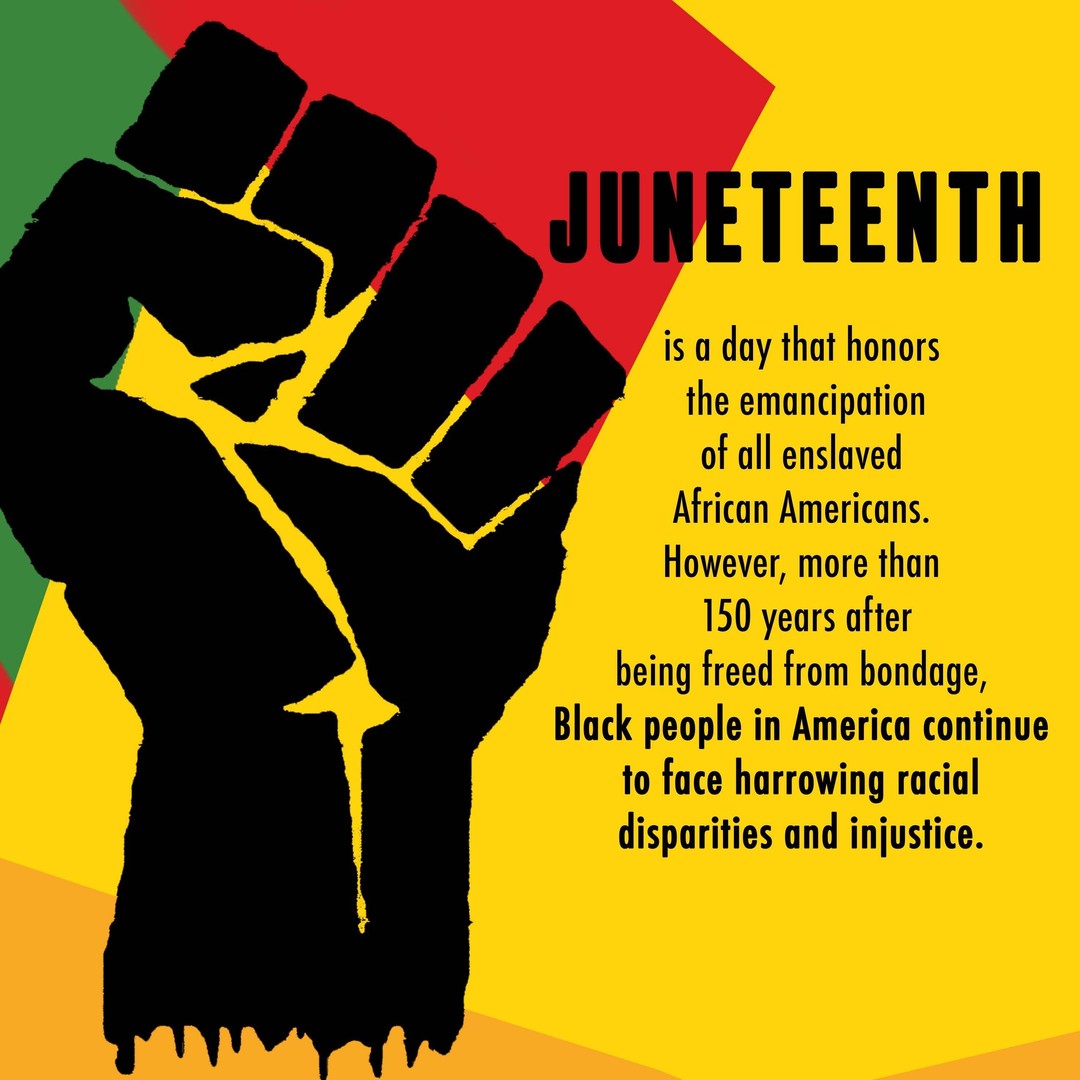 JUNETEENTH
is a day that honors
the emancipation
of all enslaved
African Americans.
However, more than
150 years after
being freed from bondage,
Black people in America continue
to face harrowing racial
disparities and injustice.